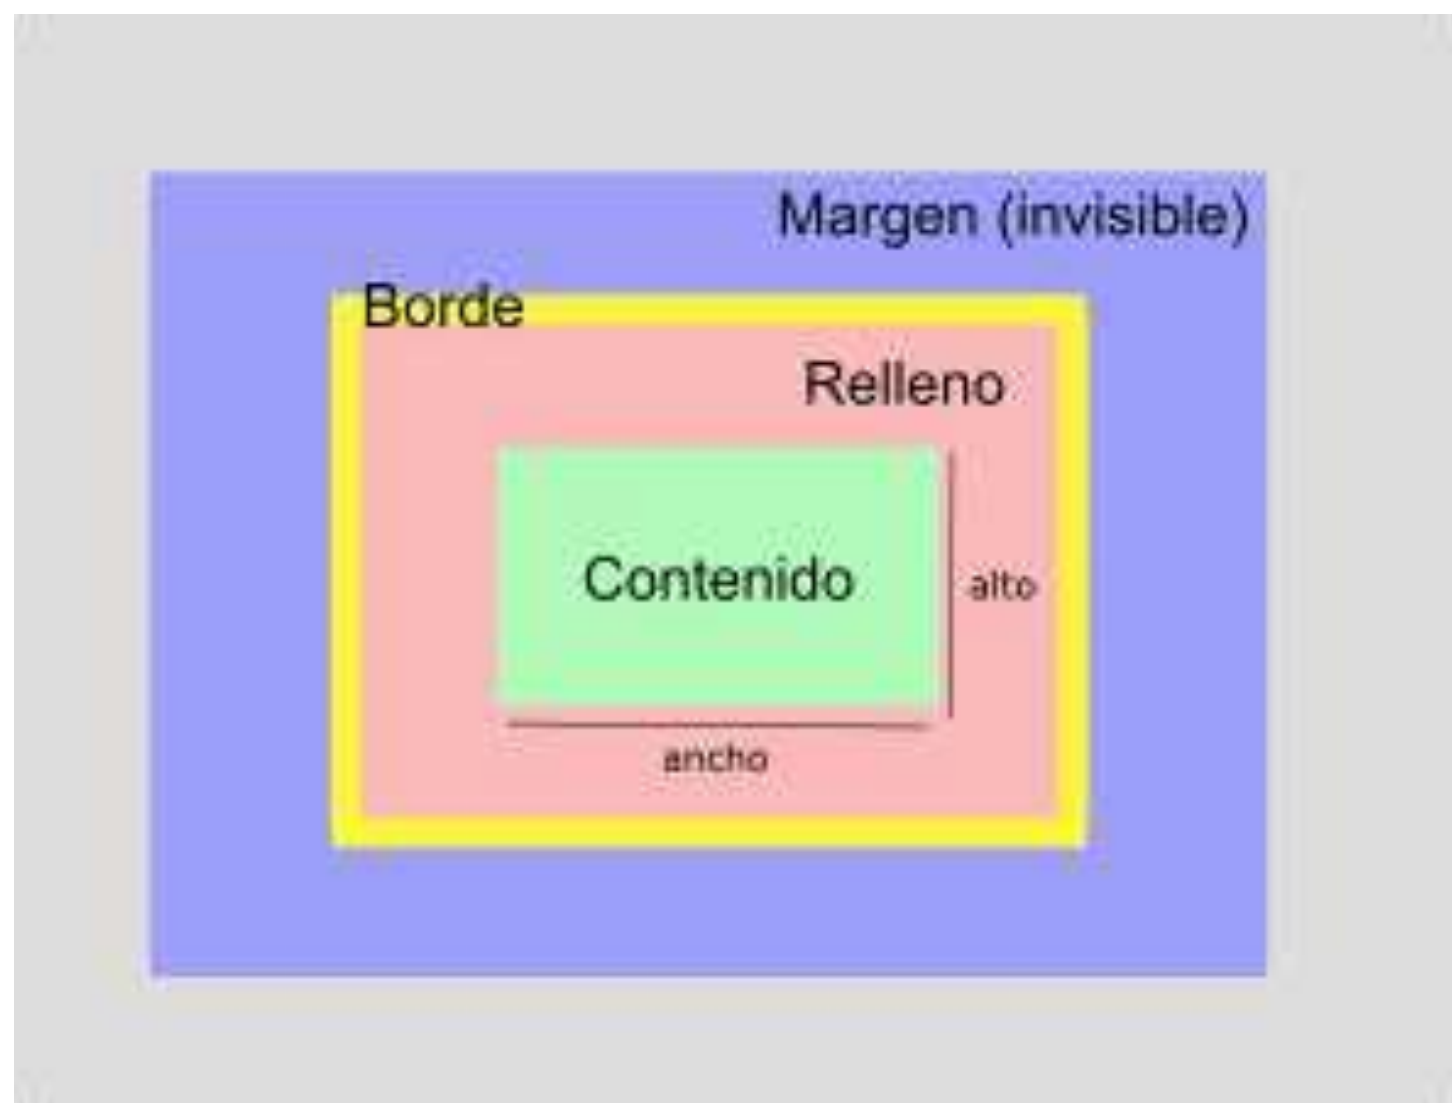 Margen (invisible)
Borde
Relleno
Contenido
alto
ancho